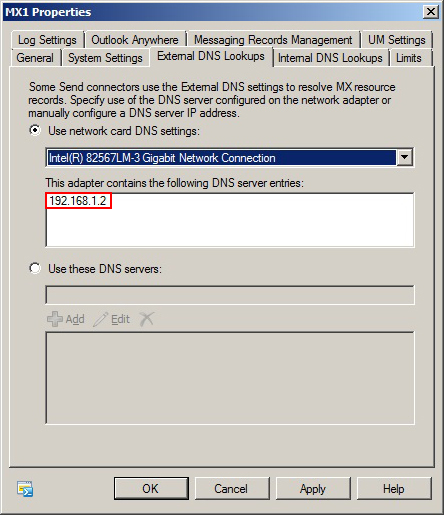 MX1 Properties
Log Settings Outlook Anywhere Messaging Records Management UM Settings
General System Settings External DNS Lookups Internal DNS Lookups Limits
Some Send connectors use the External DNS settings to resolve MX resource
records. Specify use of the DNS server configured on the network adapter or
manually configure a DNS server IP address.
Use network card DNS settings:
Intel(R) 82567LM-3 Gigabit Network Connection
This adapter contains the following DNS server entries:
192.168.1.2
Use these DNS servers:
Add Edit
OK Cancel Apply Help